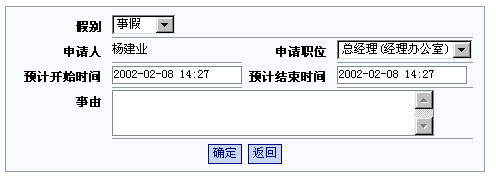 假别 事假
申请人 杨建业 申请职位 总经理(经理办公室)
预计开始时间 2002-02-08 14:27 预计结束时间 2002-02-08 14:27
事由
确定 返回